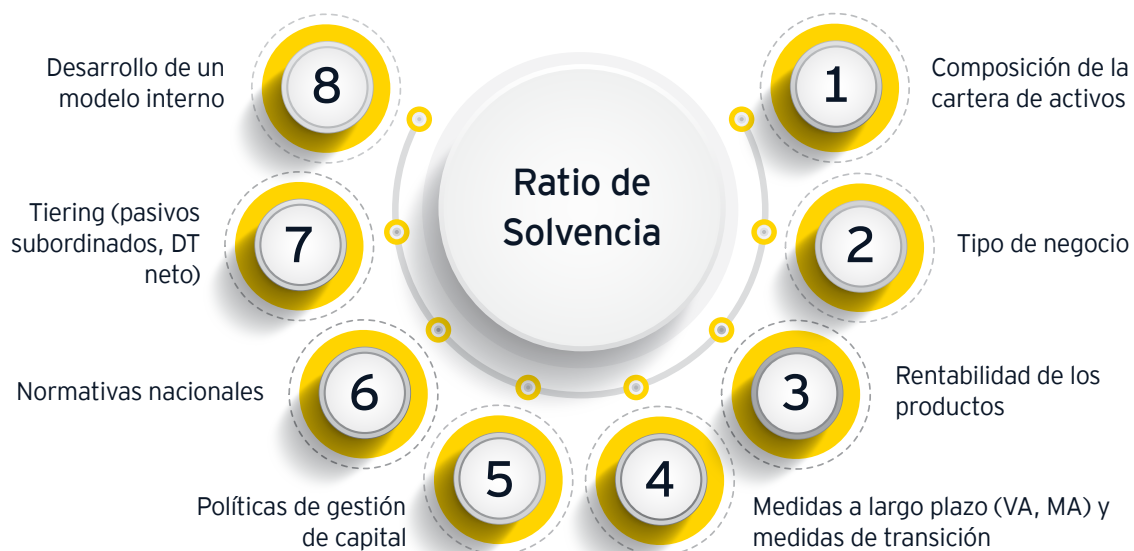 Ratio de
Solvencia
1
Composición de la
cartera de activos
2
Tipo de negocio
3
Rentabilidad de los
productos
4
Medidas a largo plazo (VA, MA) y
medidas de transición
5
Políticas de gestión
de capital
6
Normativas nacionales
7
Tiering (pasivos
subordinados, DT
neto)
8
Desarrollo de un
modelo interno